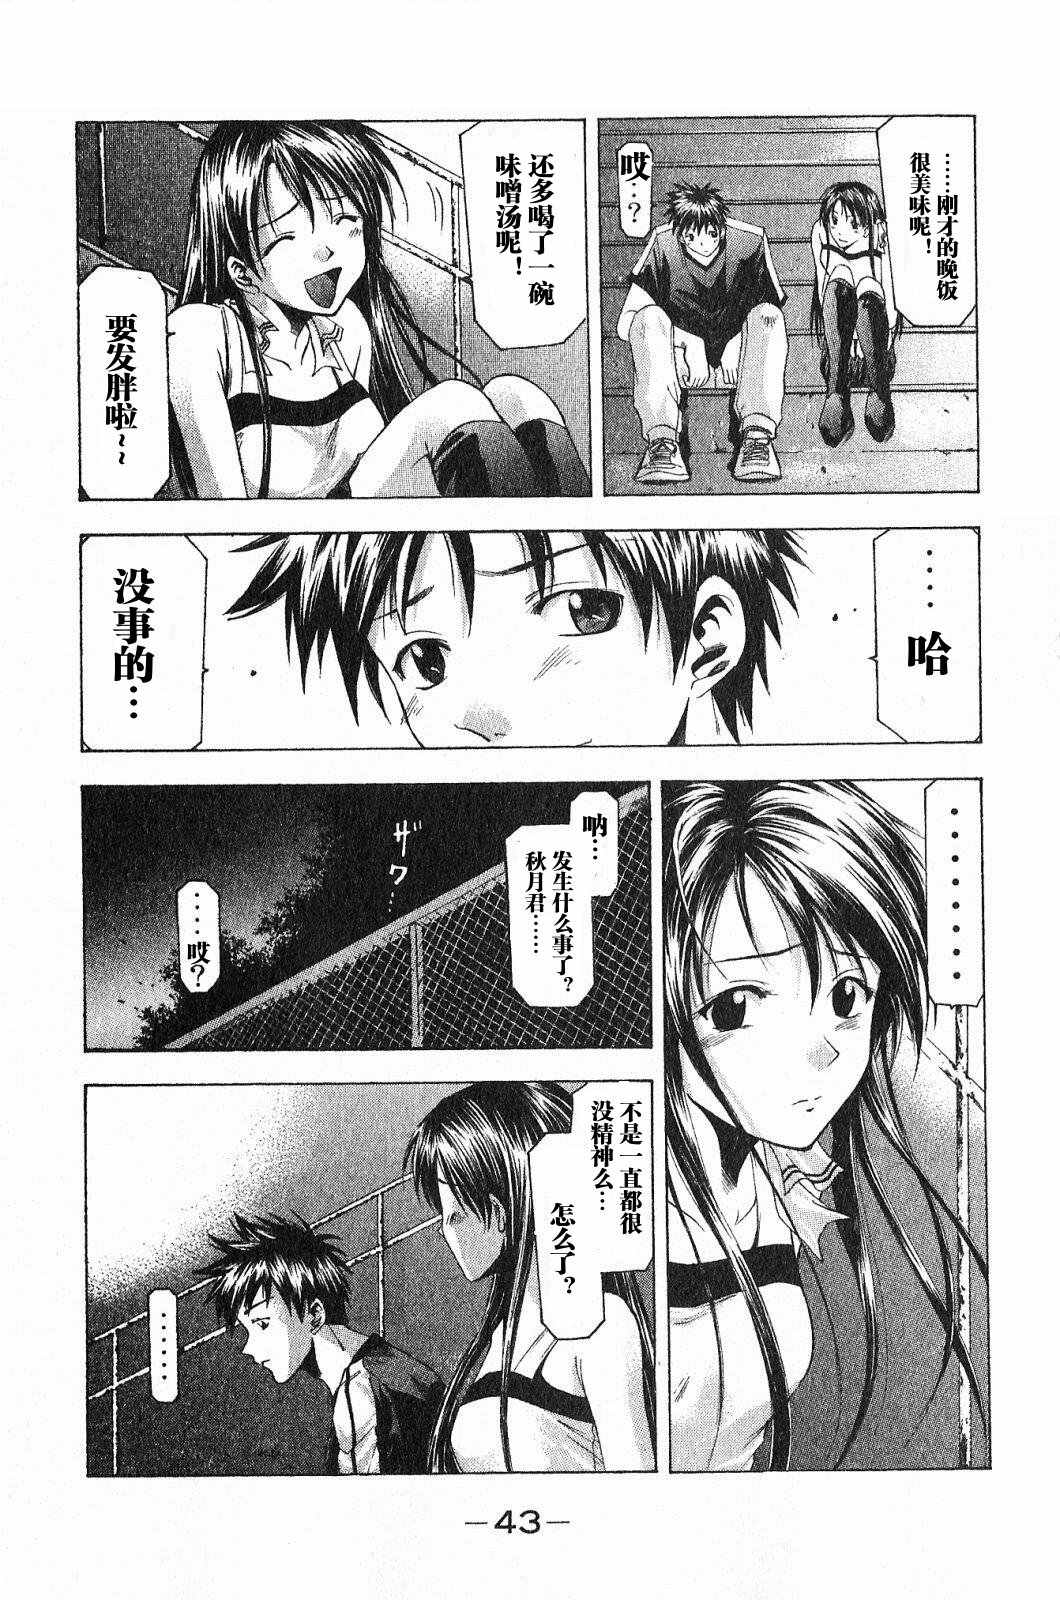 ……刚才的晚饭
很美味呢！
哎
…？
还多喝了一碗
味噌汤呢！
要发胖啦~~
……哈
没事的…
………
呐…
发生什么事了？
秋月君……
ザワ…
……哎？
不是一直都很
没精神么…
怎么了？
……
—43—